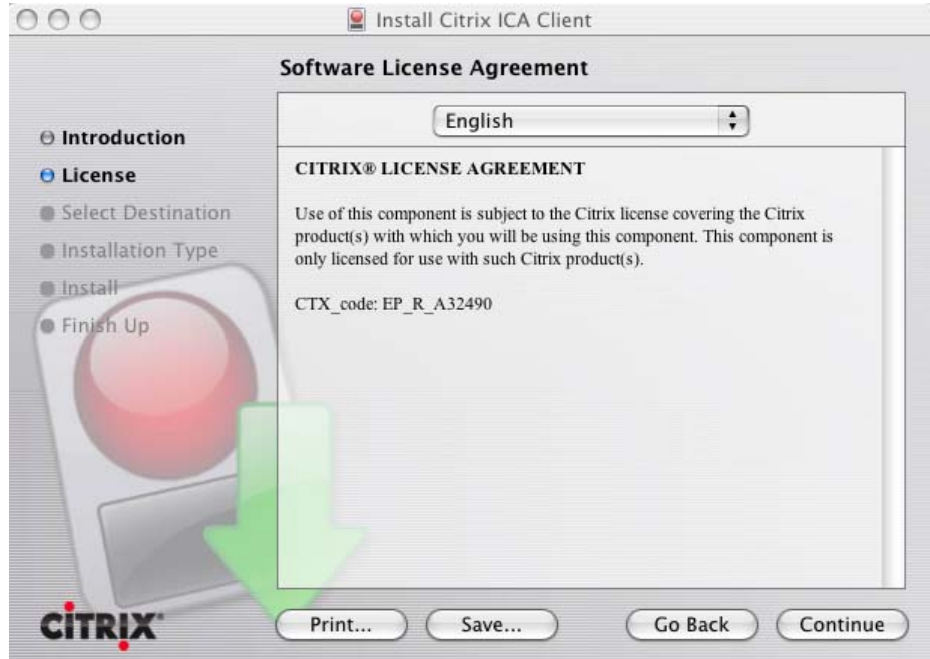 Install Citrix ICA Client
Software License Agreement
Introduction
License
Select Destination
Installation Type
Install
Finish Up
English
CITRIX® LICENSE AGREEMENT
Use of this component is subject to the Citrix license covering the Citrix
product(s) with which you will be using this component. This component is
only licensed for use with such Citrix product(s).
CTX_code: EP_R_A32490
CITRIX
Print...
Save...
Go Back
Continue